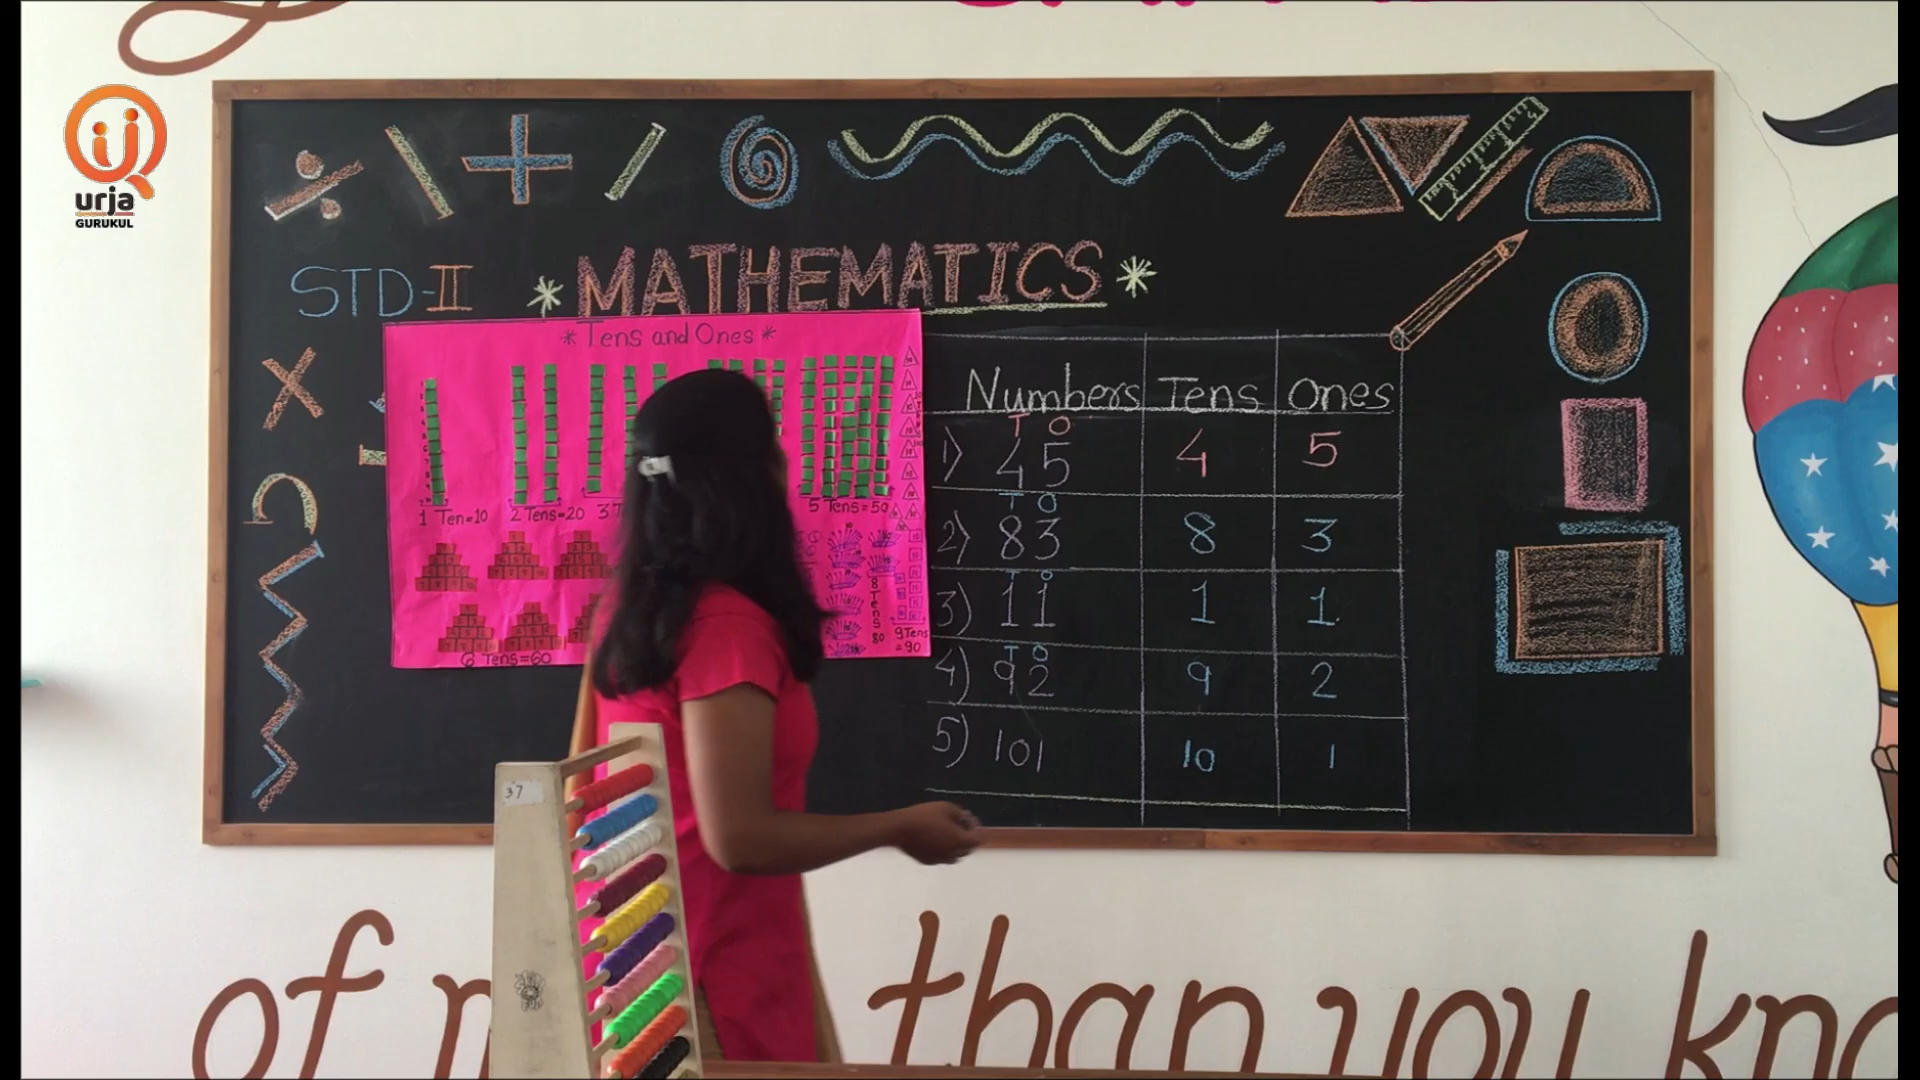 urja
GURUKUL
STD-II * MATHEMATICS *
* Tens and Ones *
1 Ten=10
2 Tens=20
5 Tens=50
6 Tens=60
8 Tens 80
9 Tens =90
Numbers Tens Ones
T O
1) 45 4 5
T O
2) 83 8 3
T O
3) 11 1 1.
T O
4) 92 9 2
5) 101 10 1
37
of
than you